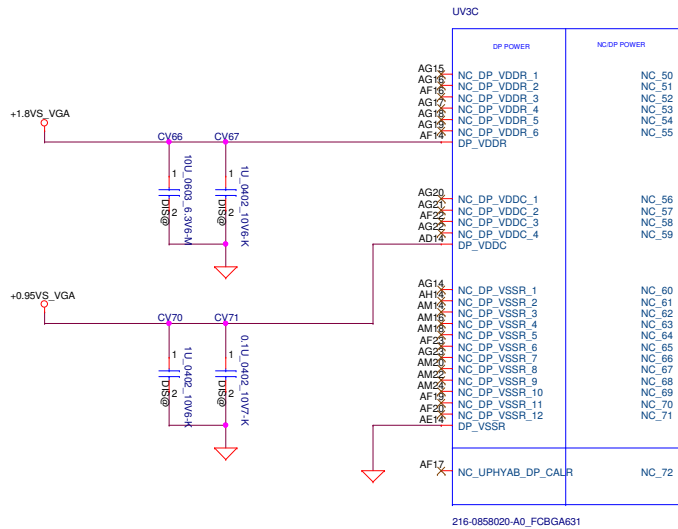 UV3C
DP POWER
NC/DP POWER
AG15
NC_DP_VDDR_1
NC_50
AG16
NC_DP_VDDR_2
NC_51
AF16
NC_DP_VDDR_3
NC_52
AG17
NC_DP_VDDR_4
NC_53
AG18
NC_DP_VDDR_5
NC_54
AG19
NC_DP_VDDR_6
NC_55
AF14
DP_VDDR
+1.8VS_VGA
CV66
CV67
1
2
10U_0603_6.3V6-M
DIS@
1
2
1U_0402_10V6-K
DIS@
AG20
NC_DP_VDDC_1
NC_56
AG21
NC_DP_VDDC_2
NC_57
AF22
NC_DP_VDDC_3
NC_58
AG22
NC_DP_VDDC_4
NC_59
AD14
DP_VDDC
+0.95VS_VGA
CV70
CV71
1
2
1U_0402_10V6-K
DIS@
1
2
0.1U_0402_10V7-K
DIS@
AG14
NC_DP_VSSR_1
NC_60
AH14
NC_DP_VSSR_2
NC_61
AM14
NC_DP_VSSR_3
NC_62
AM16
NC_DP_VSSR_4
NC_63
AM18
NC_DP_VSSR_5
NC_64
AF23
NC_DP_VSSR_6
NC_65
AG23
NC_DP_VSSR_7
NC_66
AM20
NC_DP_VSSR_8
NC_67
AM22
NC_DP_VSSR_9
NC_68
AM24
NC_DP_VSSR_10
NC_69
AF19
NC_DP_VSSR_11
NC_70
AF20
NC_DP_VSSR_12
NC_71
AE14
DP_VSSR
AF17
NC_UPHYAB_DP_CALR
NC_72
216-0858020-A0_FCBGA631